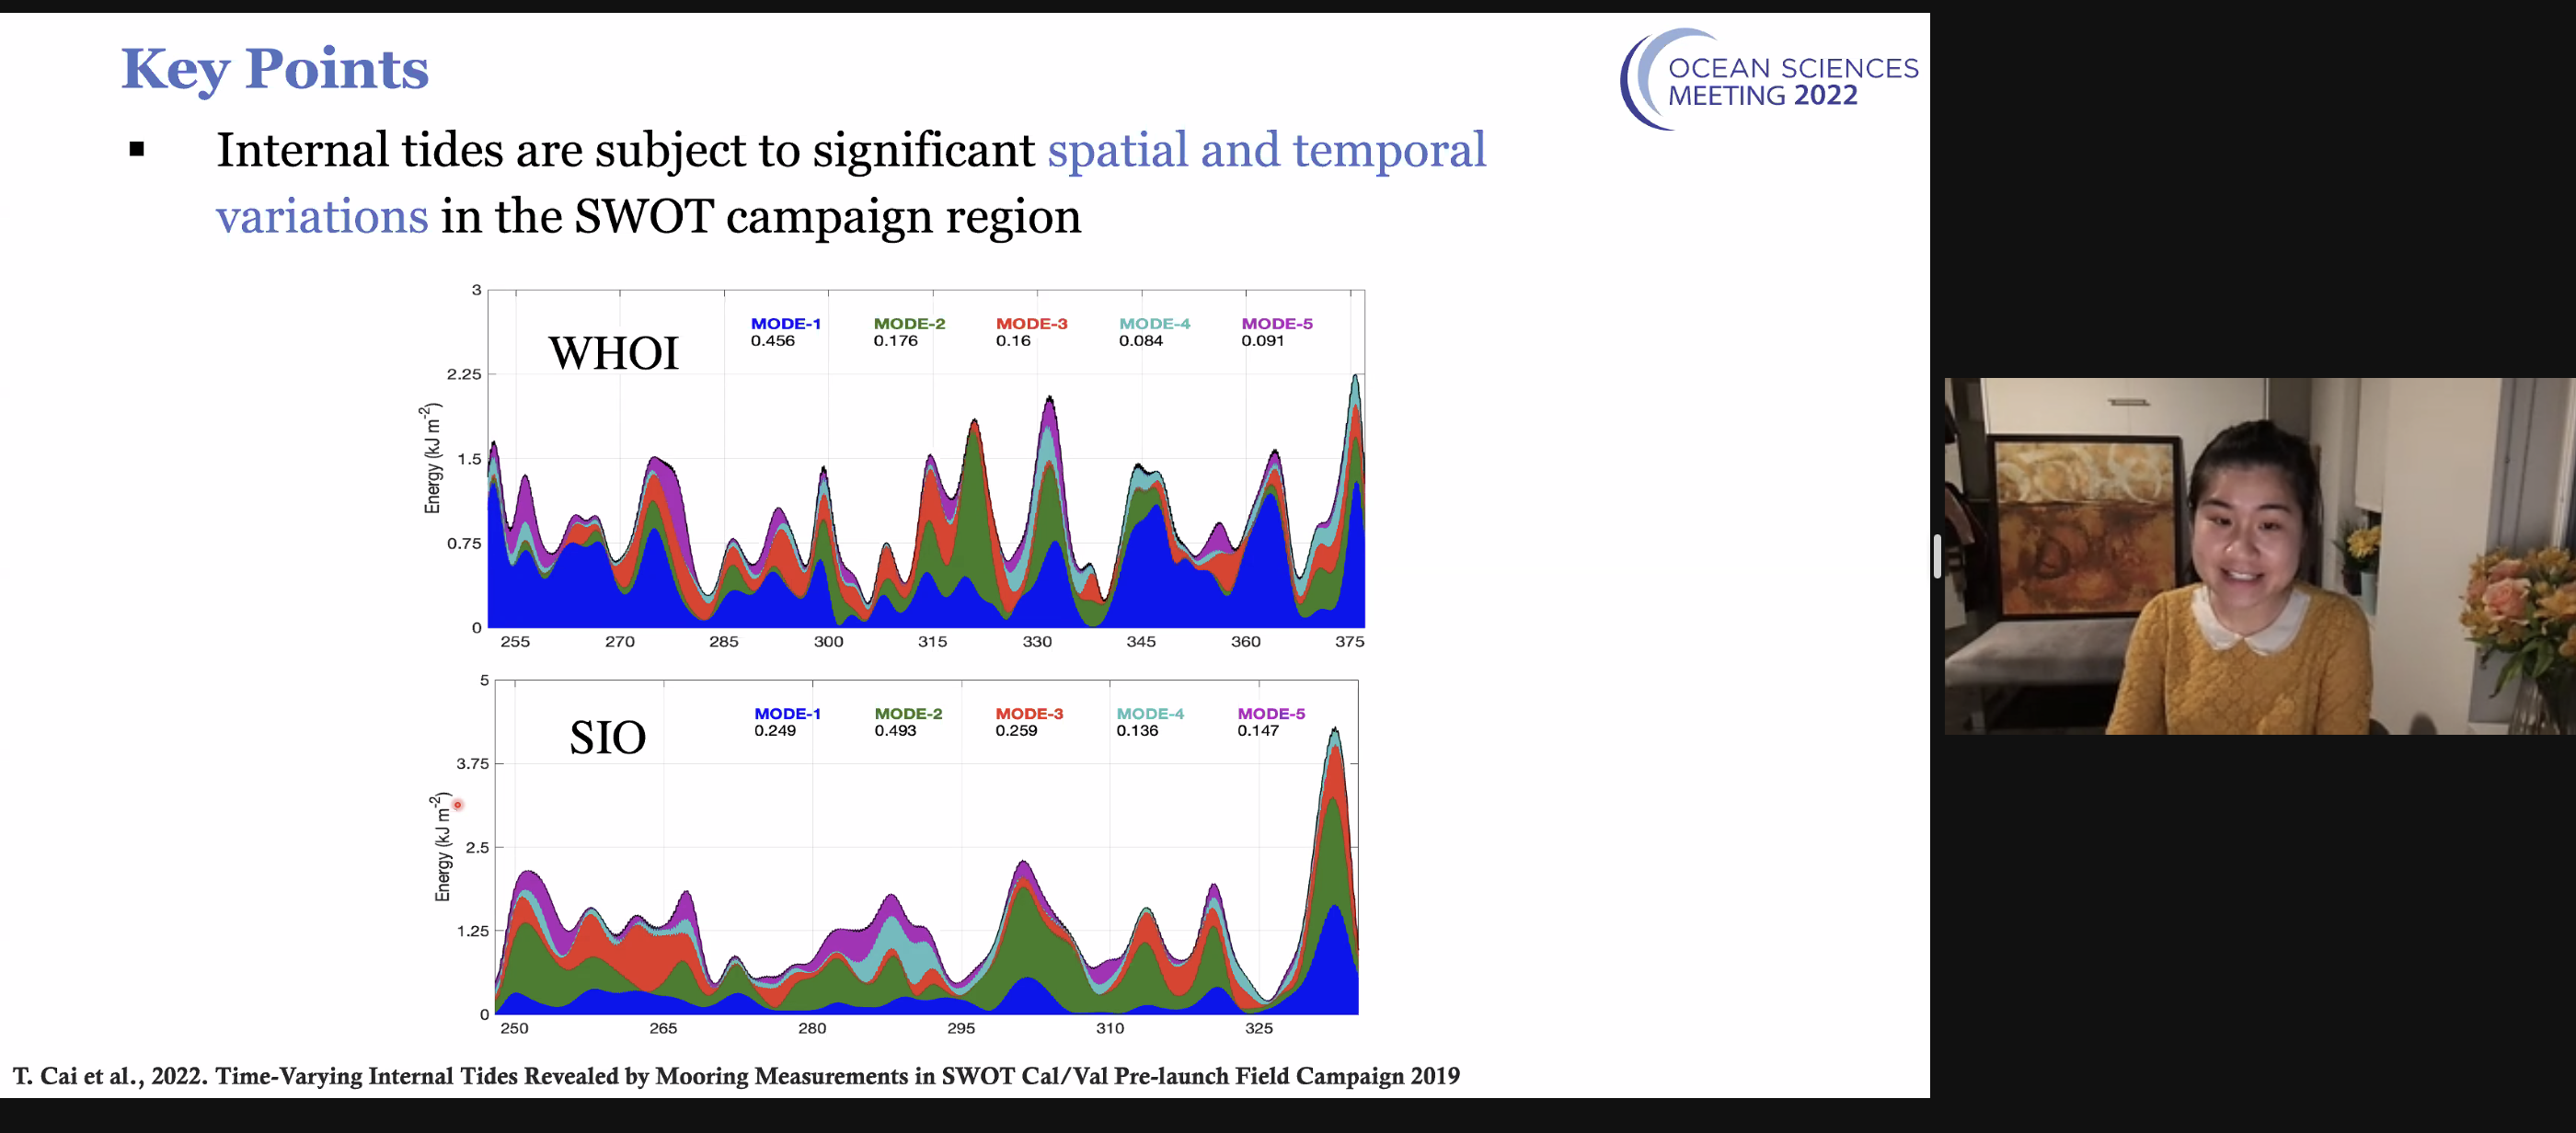 Key Points
OCEAN SCIENCES
MEETING 2022
▪ Internal tides are subject to significant spatial and temporal
variations in the SWOT campaign region
3
2.25
1.5
0.75
0
Energy (kJ m-2)
WHOI
MODE-1 MODE-2 MODE-3 MODE-4 MODE-5
0.456 0.176 0.16 0.084 0.091
255 270 285 300 315 330 345 360 375
5
3.75
2.5
1.25
0
Energy (kJ m-2)
SIO
MODE-1 MODE-2 MODE-3 MODE-4 MODE-5
0.249 0.493 0.259 0.136 0.147
250 265 280 295 310 325
T. Cai et al., 2022. Time-Varying Internal Tides Revealed by Mooring Measurements in SWOT Cal/Val Pre-launch Field Campaign 2019